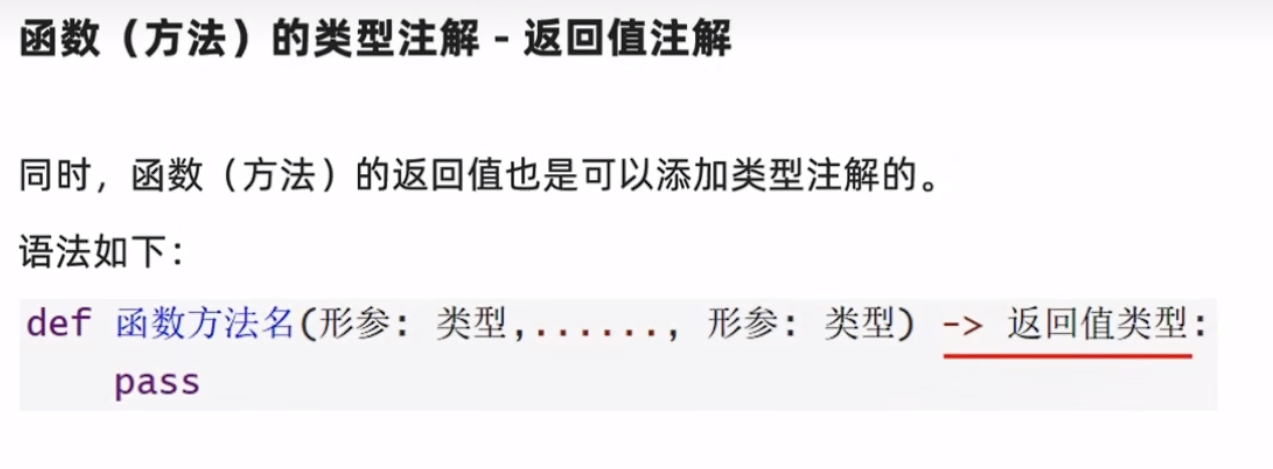 函数（方法）的类型注解 - 返回值注解
同时，函数（方法）的返回值也是可以添加类型注解的。
语法如下：
def 函数方法名(形参: 类型,......, 形参: 类型) -> 返回值类型:
    pass